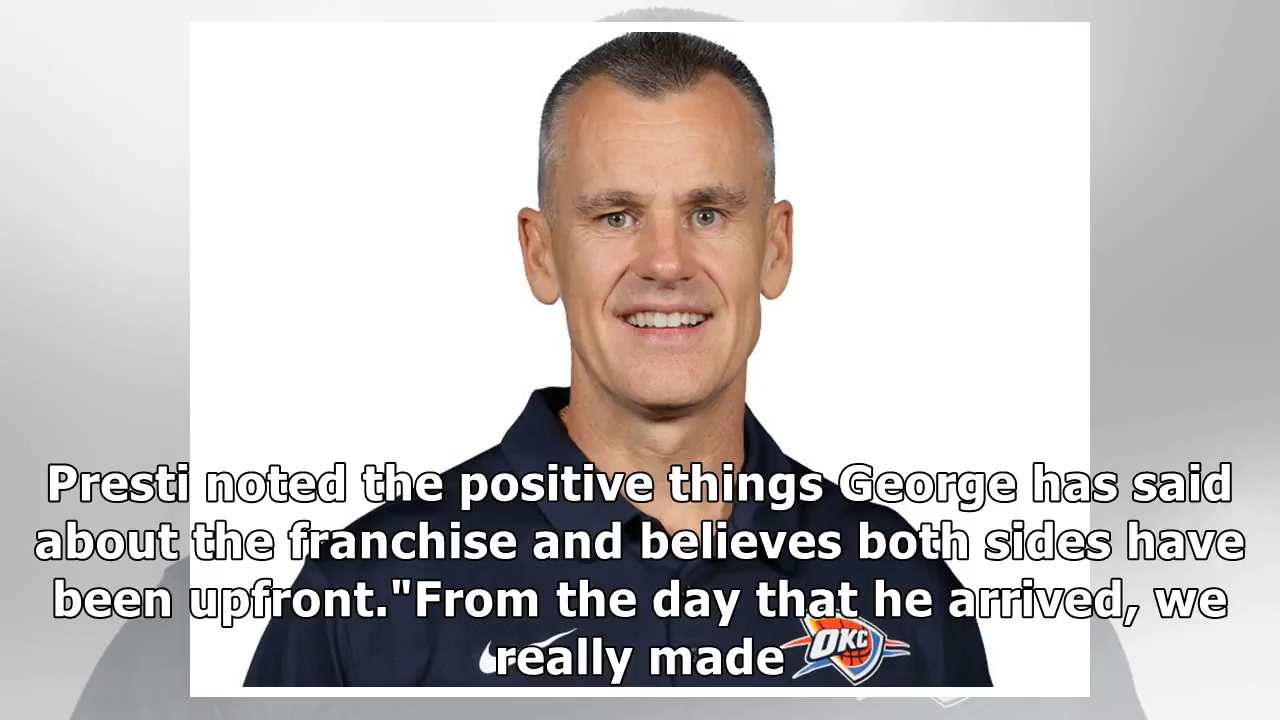 Presti noted the positive things George has said
about the franchise and believes both sides have
been upfront."From the day that he arrived, we
really made
OKC